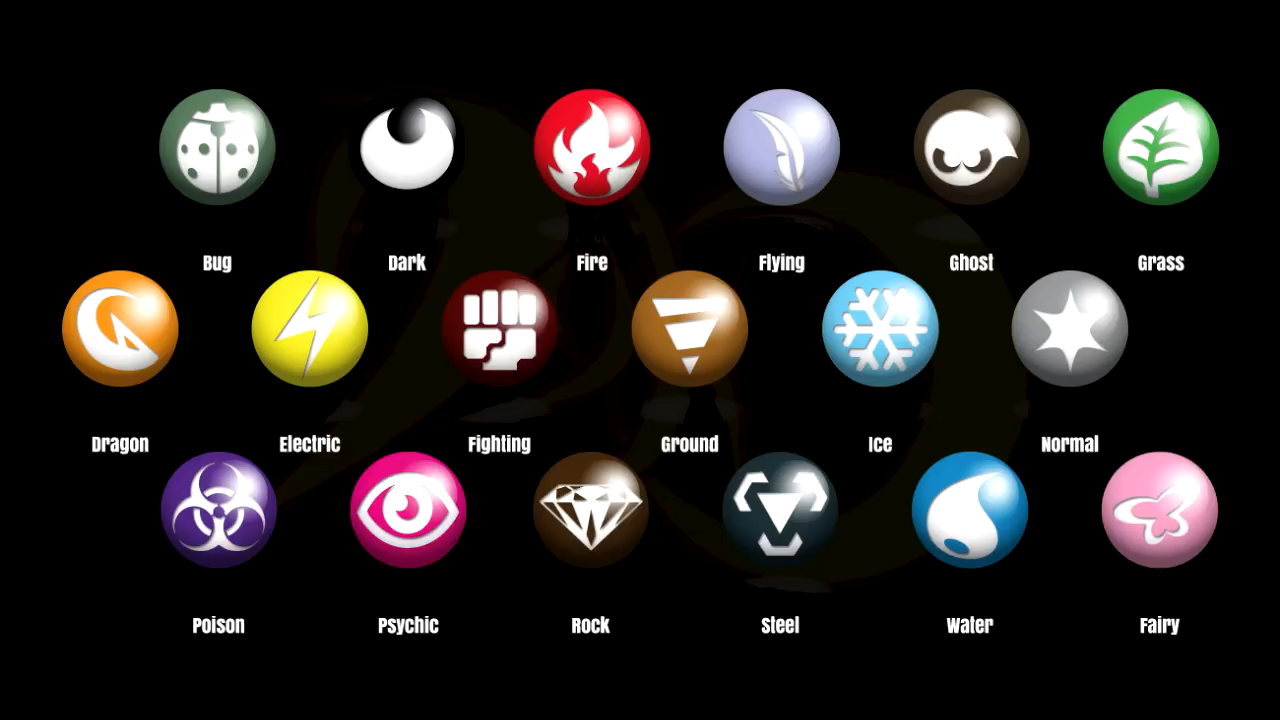 Bug Dark Fire Flying Ghost Grass
Dragon Electric Fighting Ground Ice Normal
Poison Psychic Rock Steel Water Fairy